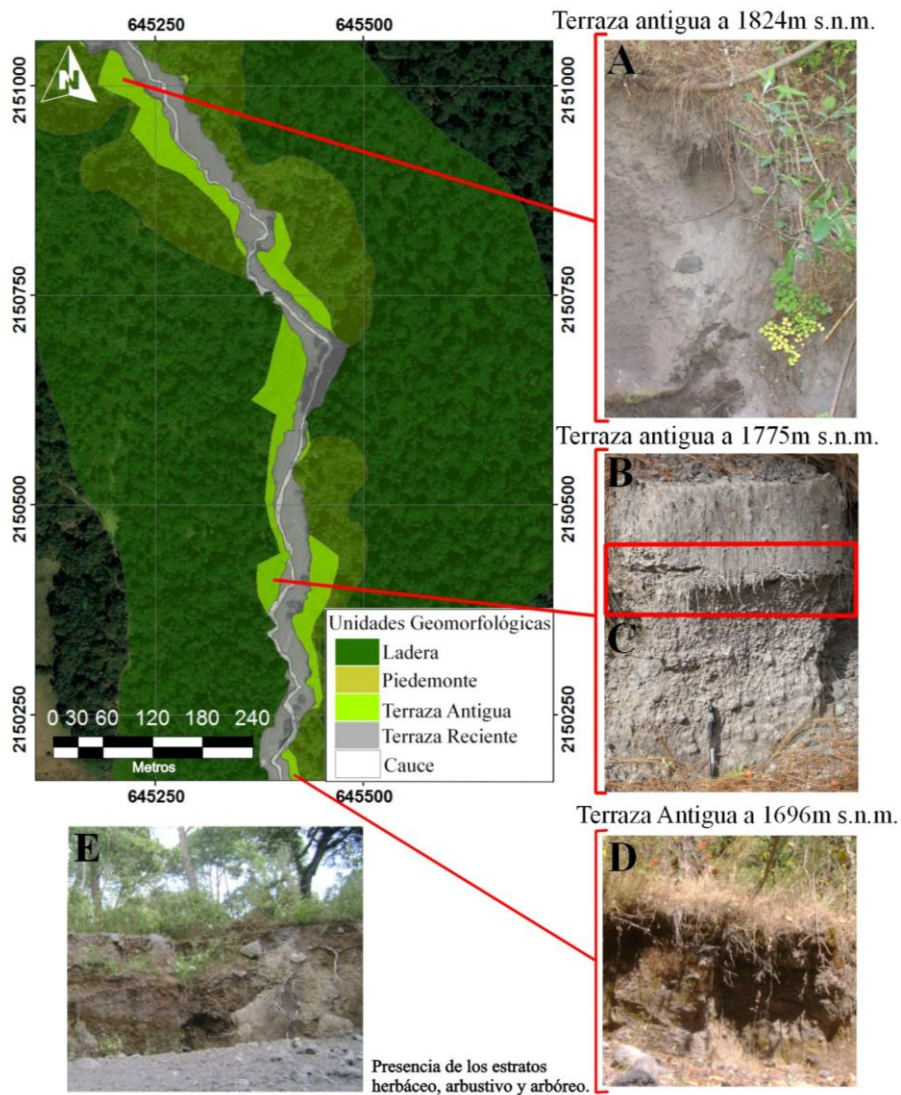 Terraza antigua a 1824m s.n.m.
645250
645500
N
2151000
2151000
A
2150750
2150750
Terraza antigua a 1775m s.n.m.
B
2150500
2150500
C
Unidades Geomorfológicas
Ladera
Piedemonte
Terraza Antigua
Terraza Reciente
Cauce
2150250
2150250
0 30 60 120 180 240
Metros
645250
645500
Terraza Antigua a 1696m s.n.m.
E
D
Presencia de los estratos
herbáceo, arbustivo y arbóreo.